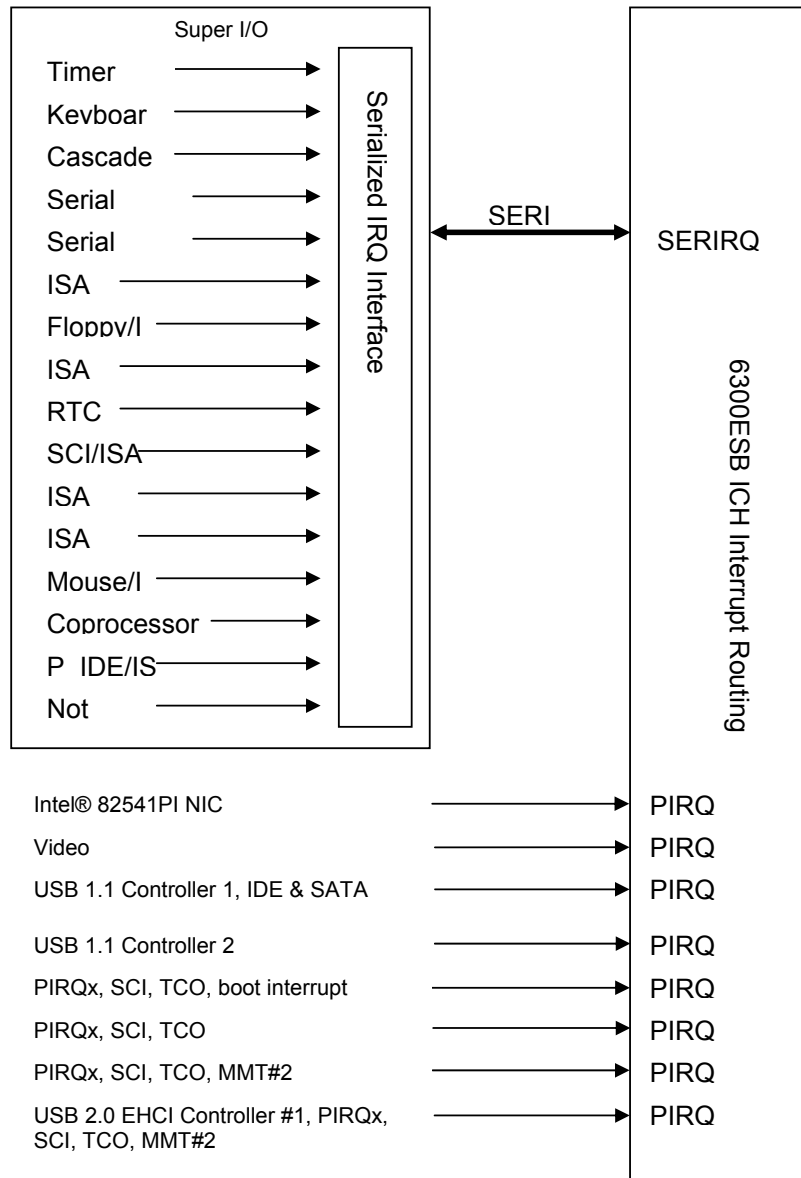 Super I/O
Timer
Keyboar
Cascade
Serial
Serial
ISA
Floppy/I
ISA
RTC
SCI/ISA
ISA
ISA
Mouse/I
Coprocessor
P IDE/IS
Not
Serialized IRQ Interface
SERI
SERIRQ
6300ESB ICH Interrupt Routing
Intel® 82541PI NIC
PIRQ
Video
PIRQ
USB 1.1 Controller 1, IDE & SATA
PIRQ
USB 1.1 Controller 2
PIRQ
PIRQx, SCI, TCO, boot interrupt
PIRQ
PIRQx, SCI, TCO
PIRQ
PIRQx, SCI, TCO, MMT#2
PIRQ
USB 2.0 EHCI Controller #1, PIRQx,
SCI, TCO, MMT#2
PIRQ